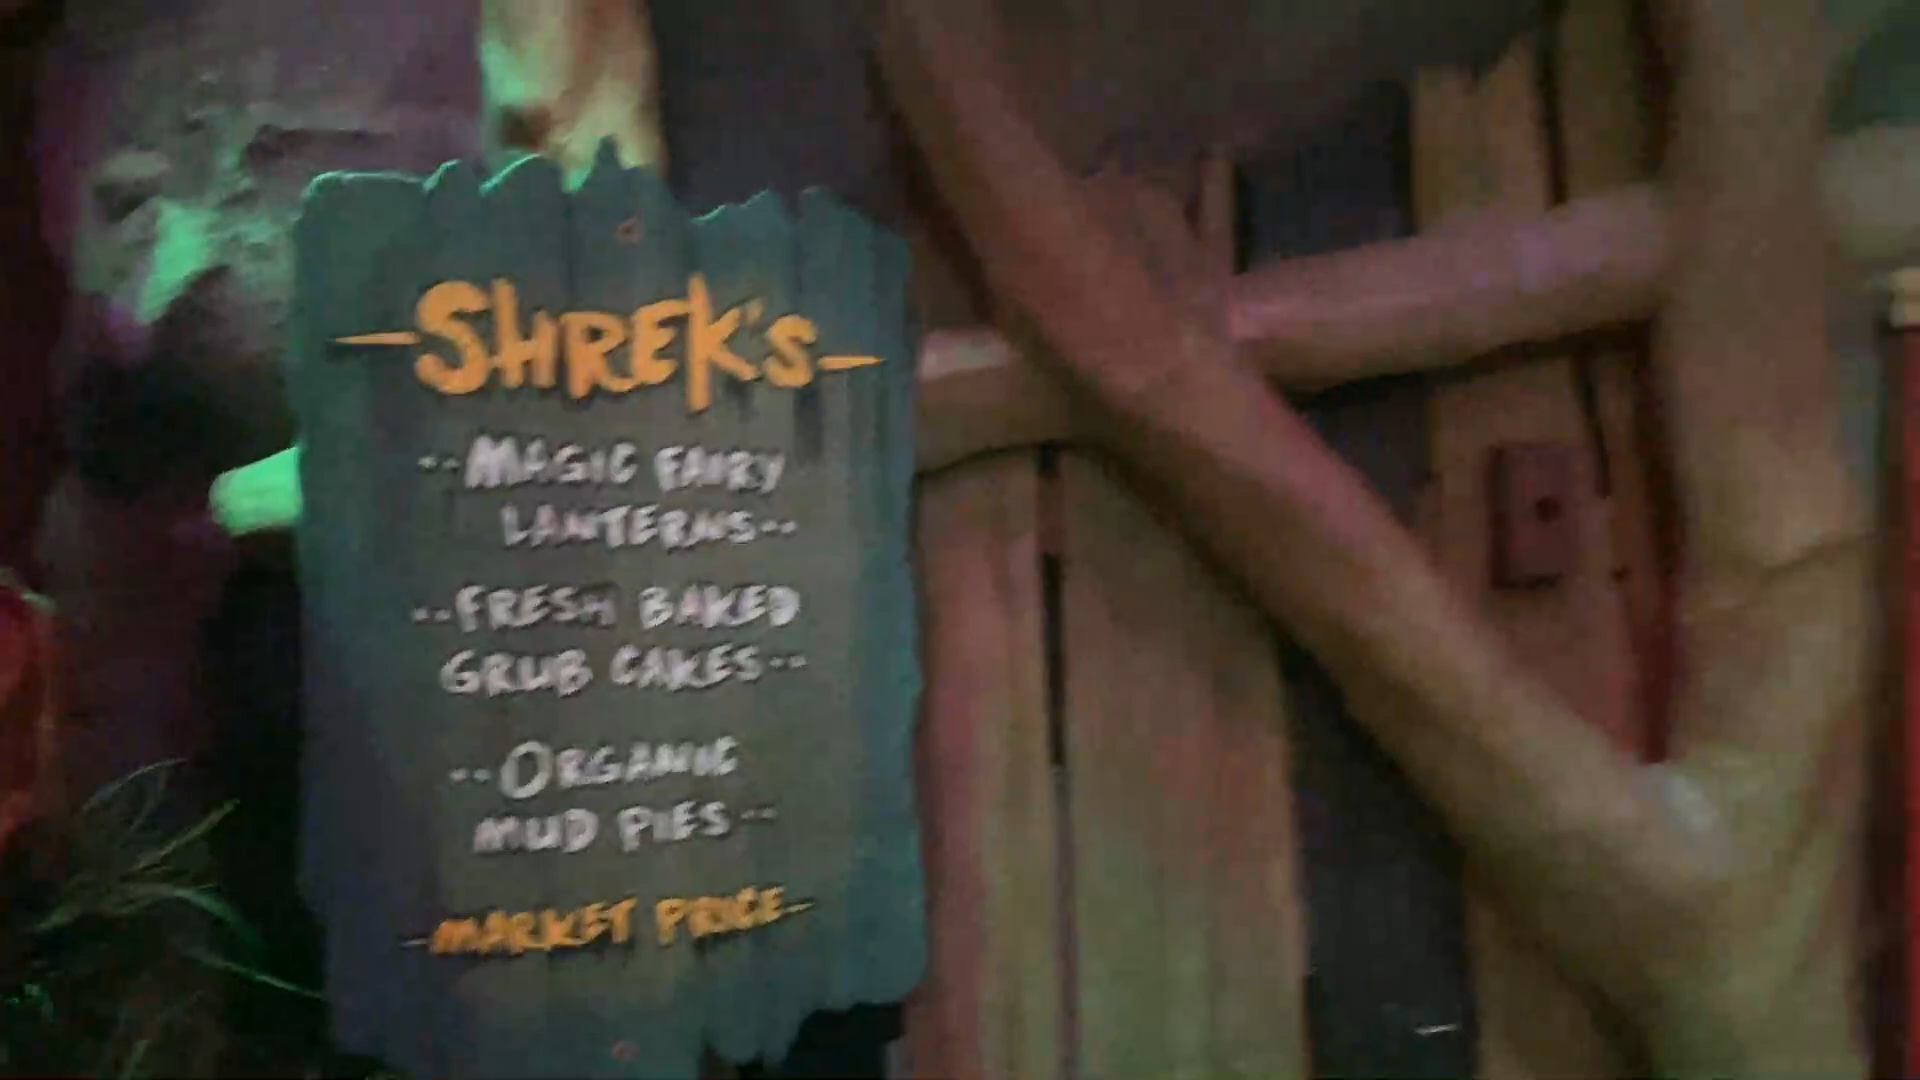 -SHREK'S-
--MAGIC FAIRY
LANTERNS--
--FRESH BAKED
GRUB CAKES--
--ORGANIC
MUD PIES--
-MARKET PRICE-